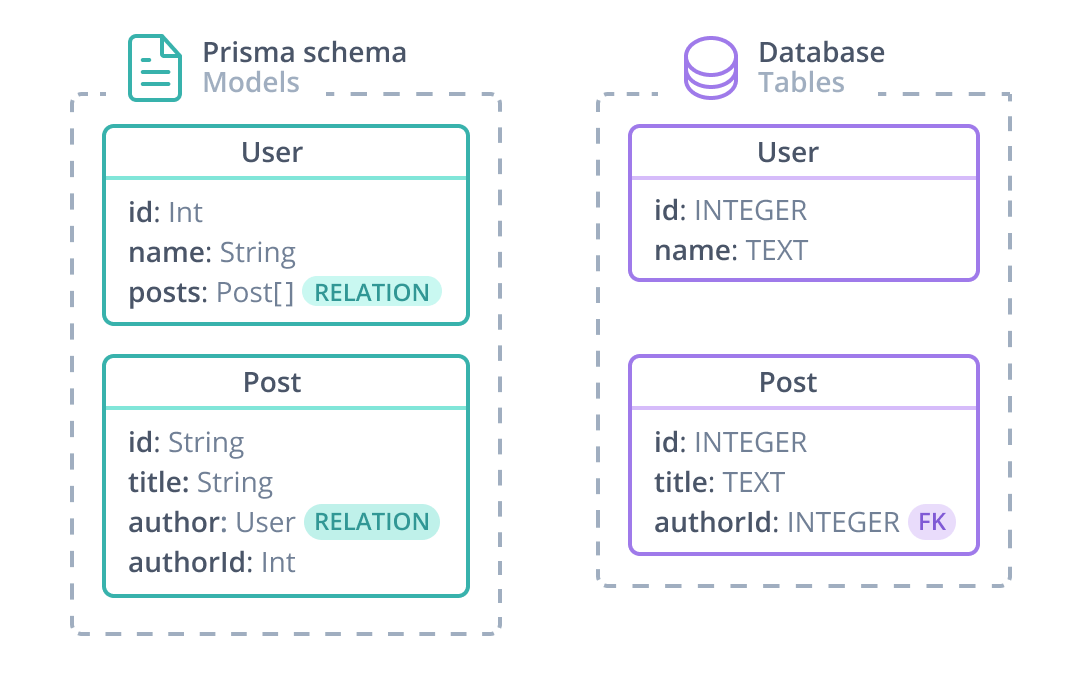 Prisma schema
Models
User
id: Int
name: String
posts: Post[] RELATION
Post
id: String
title: String
author: User RELATION
authorId: Int
Database
Tables
User
id: INTEGER
name: TEXT
Post
id: INTEGER
title: TEXT
authorId: INTEGER FK